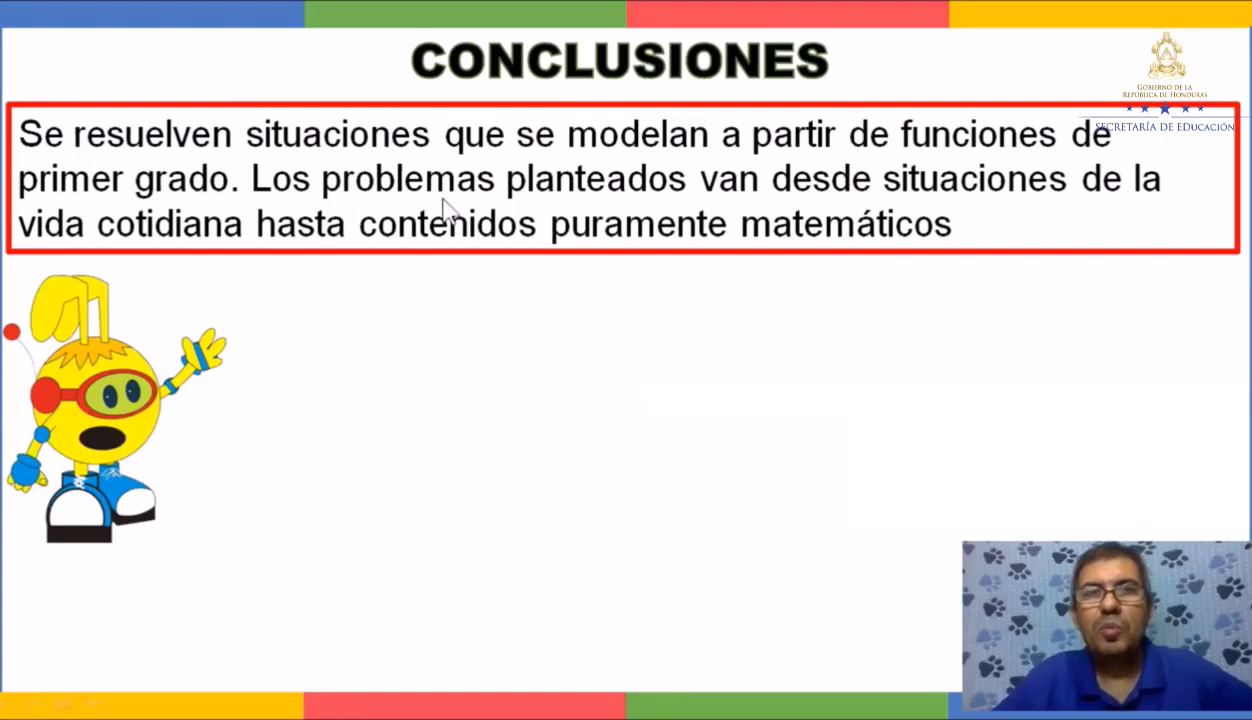 CONCLUSIONES
GOBIERNO DE LA
REPÚBLICA DE HONDURAS
SECRETARÍA DE EDUCACIÓN
Se resuelven situaciones que se modelan a partir de funciones de
primer grado. Los problemas planteados van desde situaciones de la
vida cotidiana hasta contenidos puramente matemáticos